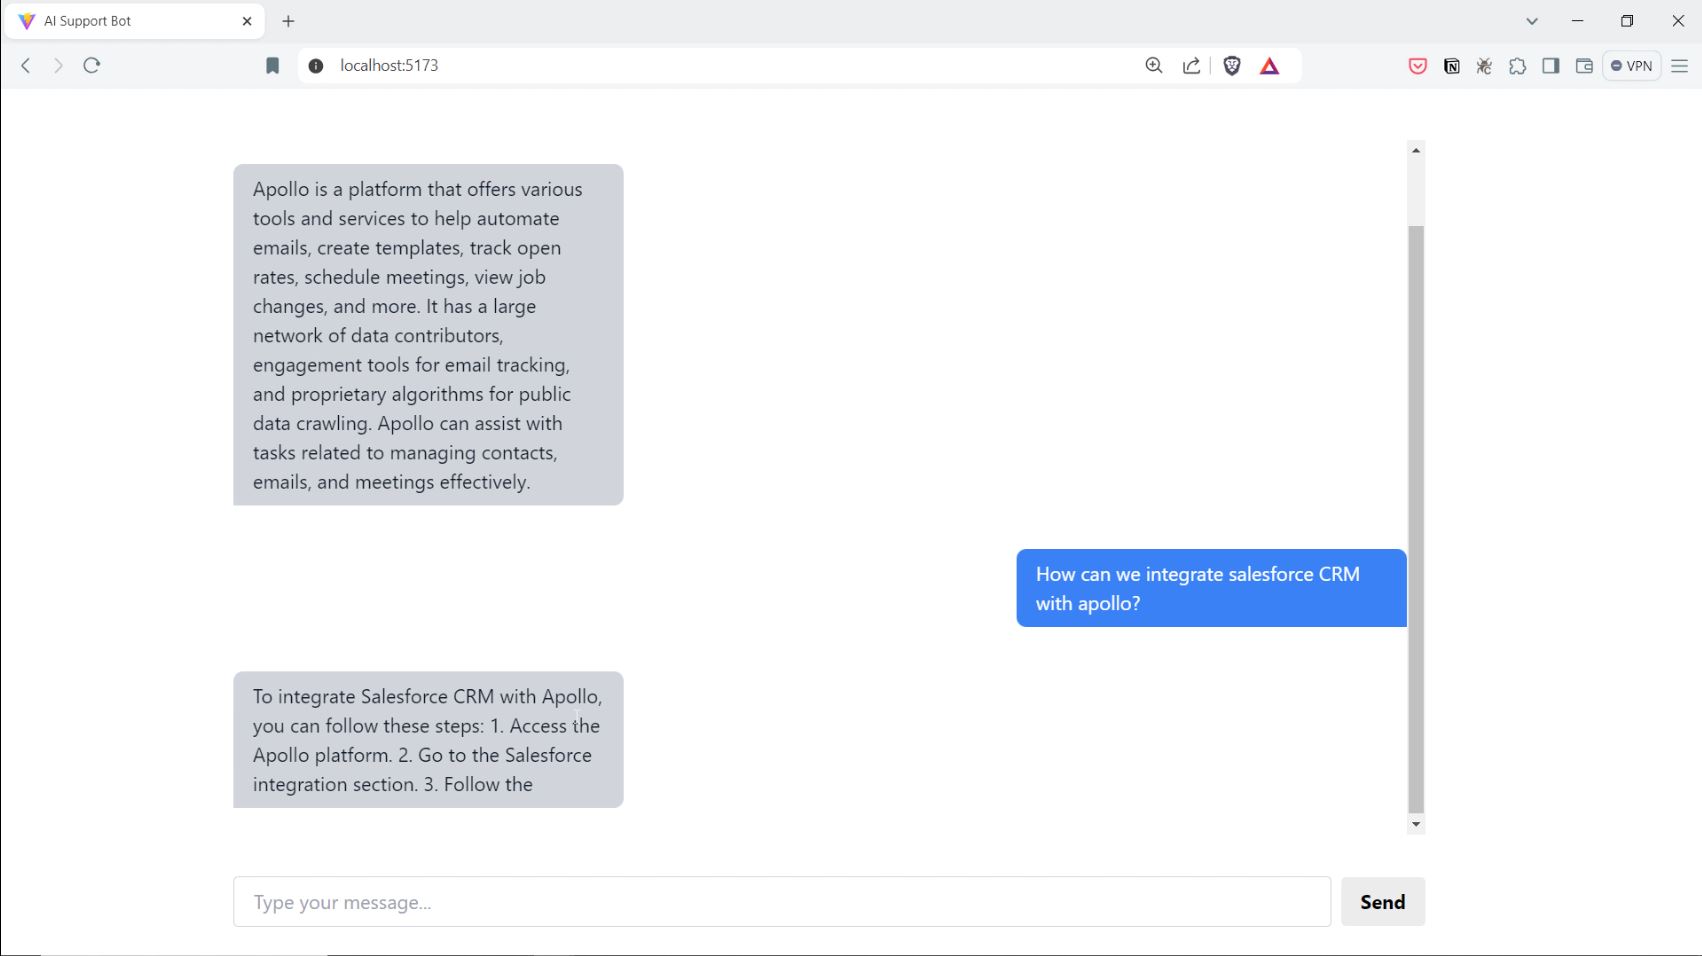 AI Support Bot
localhost:5173
VPN
Apollo is a platform that offers various
tools and services to help automate
emails, create templates, track open
rates, schedule meetings, view job
changes, and more. It has a large
network of data contributors,
engagement tools for email tracking,
and proprietary algorithms for public
data crawling. Apollo can assist with
tasks related to managing contacts,
emails, and meetings effectively.
How can we integrate salesforce CRM
with apollo?
To integrate Salesforce CRM with Apollo,
you can follow these steps: 1. Access the
Apollo platform. 2. Go to the Salesforce
integration section. 3. Follow the
Type your message...
Send